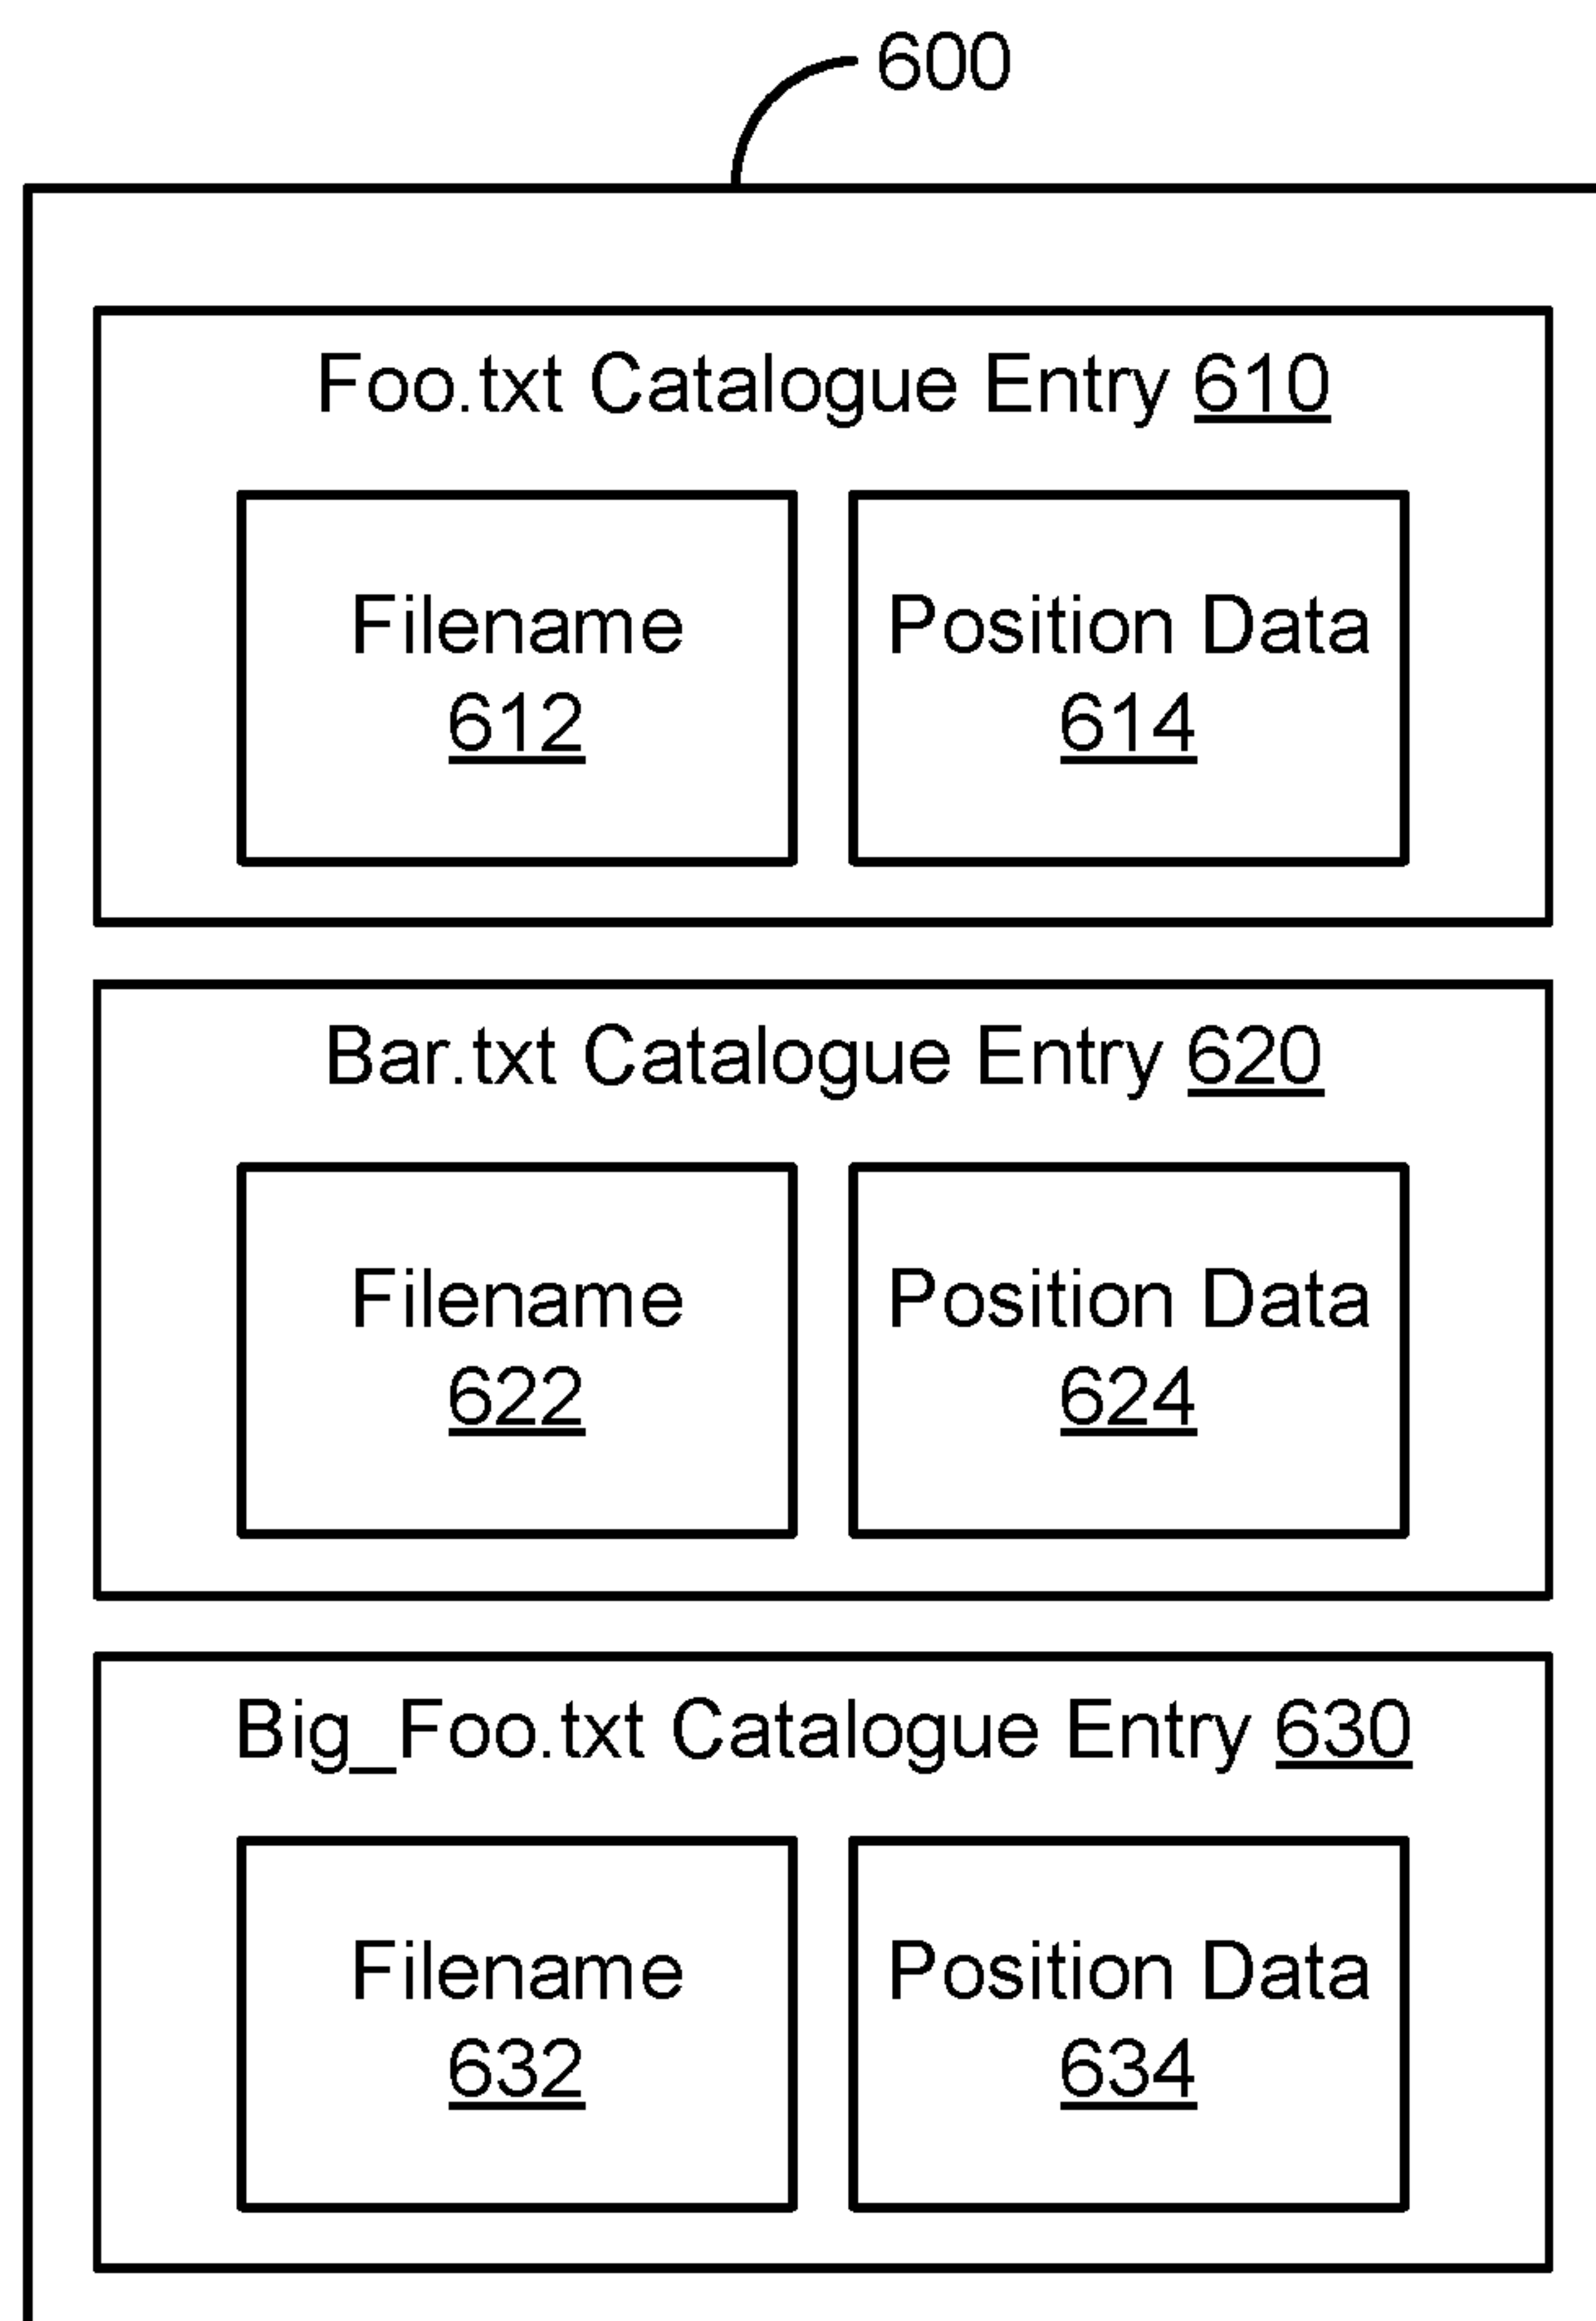 600
Foo.txt Catalogue Entry 610
Filename
612
Position Data
614
Bar.txt Catalogue Entry 620
Filename
622
Position Data
624
Big_Foo.txt Catalogue Entry 630
Filename
632
Position Data
634